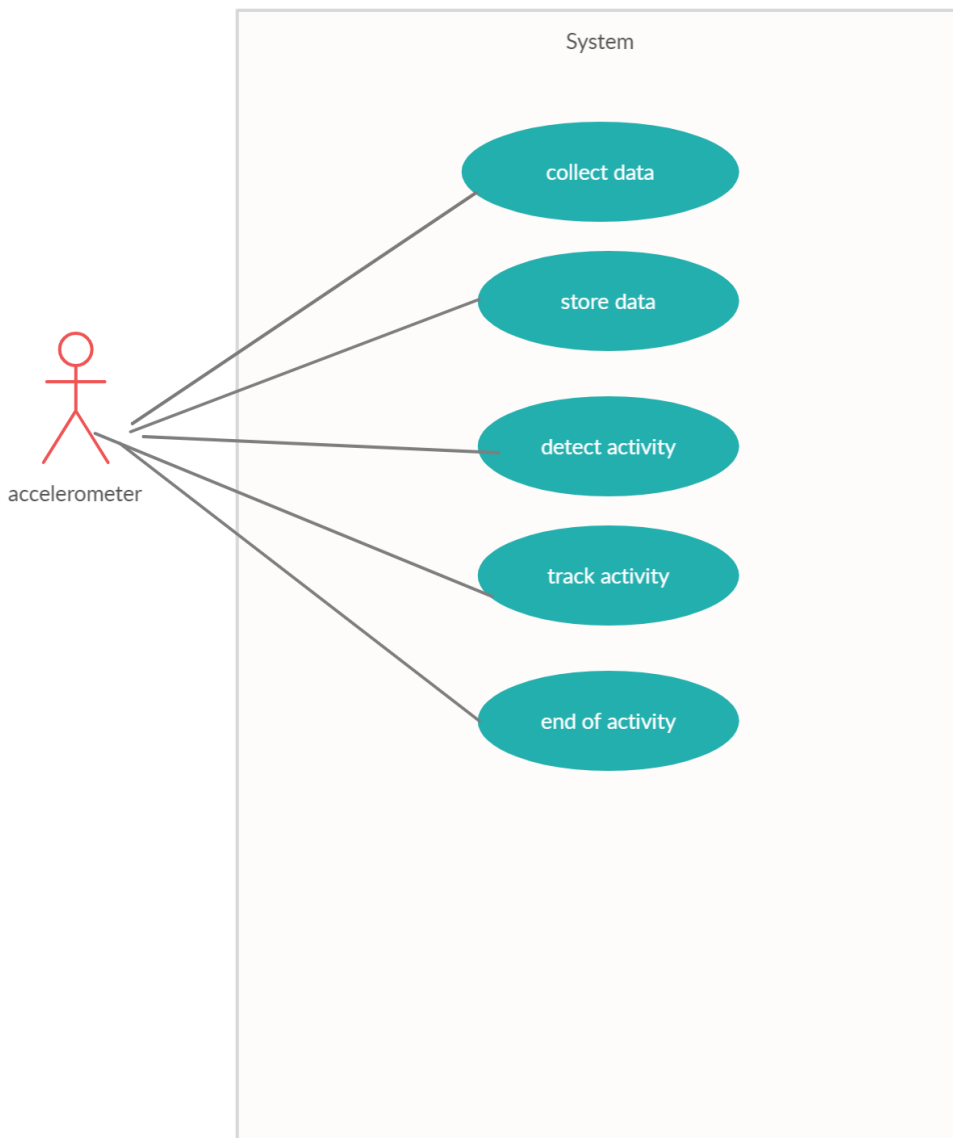 System
collect data
store data
detect activity
track activity
end of activity
accelerometer